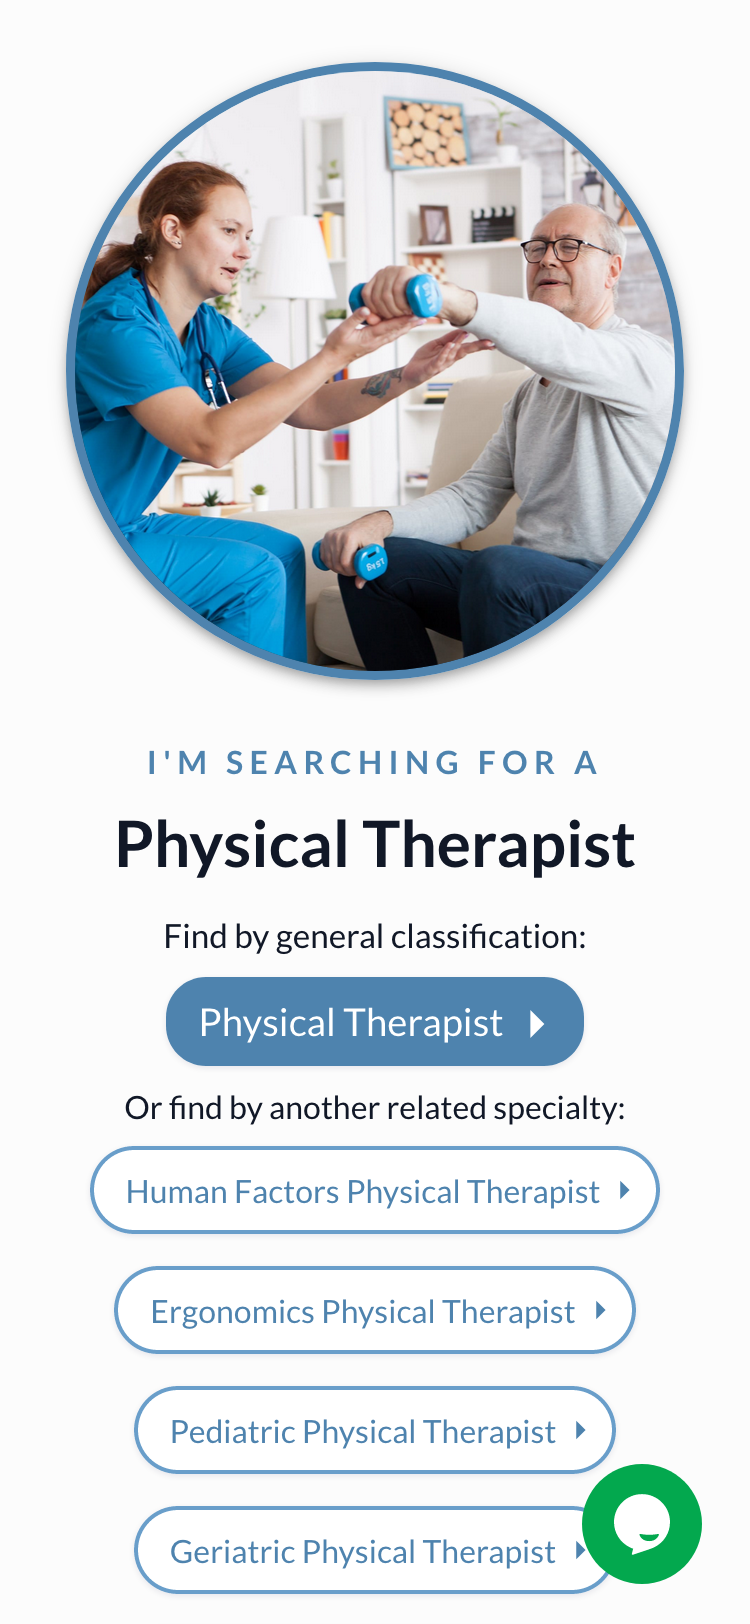 I'M SEARCHING FOR A
Physical Therapist
Find by general classification:
Physical Therapist
Or find by another related specialty:
Human Factors Physical Therapist
Ergonomics Physical Therapist
Pediatric Physical Therapist
Geriatric Physical Therapist